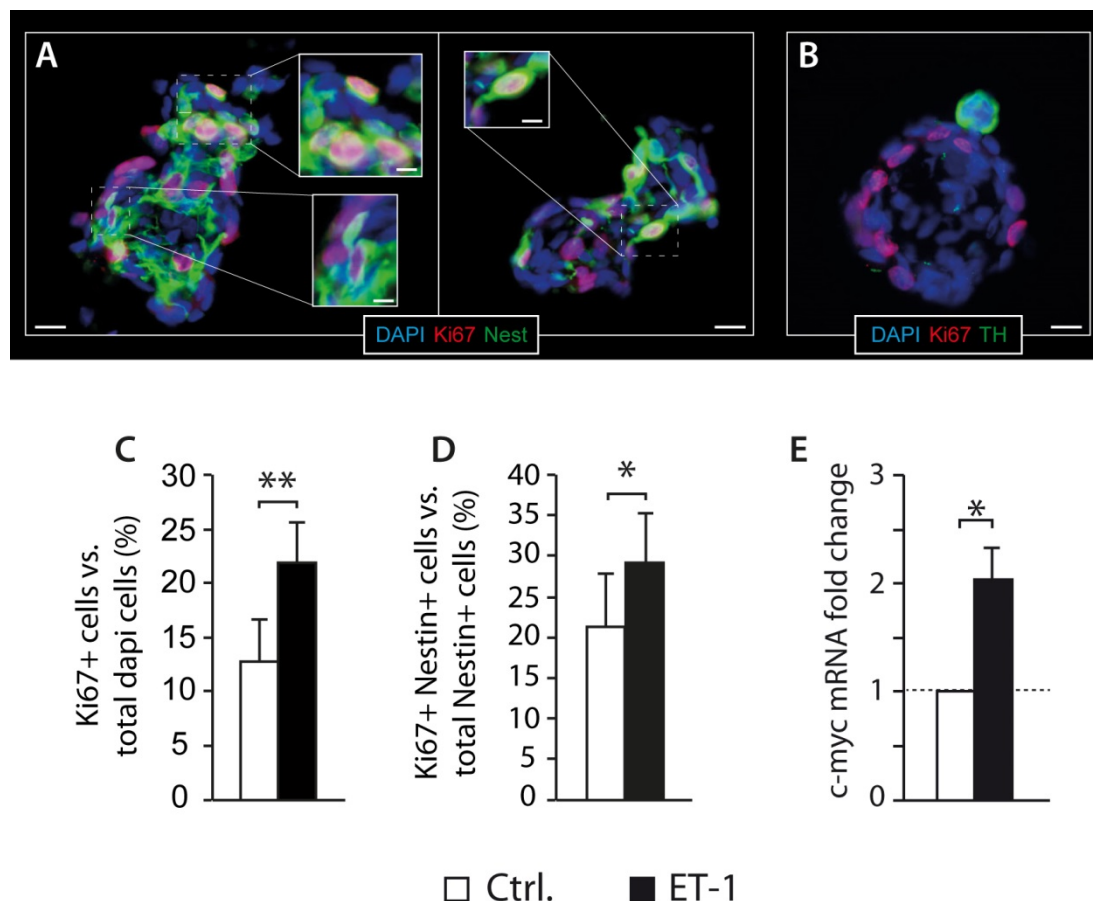 A
B
DAPI Ki67 Nest
DAPI Ki67 TH
C
Ki67+ cells vs.
total dapi cells (%)
30
25
20
15
10
5
0
**
D
Ki67+ Nestin+ cells vs.
total Nestin+ cells (%)
40
35
30
25
20
15
10
5
0
*
E
c-myc mRNA fold change
3
2
1
0
*
Ctrl.
ET-1